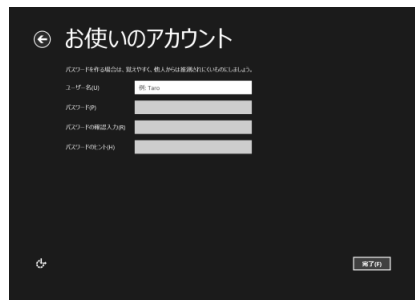 お使いのアカウント
パスワードを作る場合は、覚えやすく、他人からは推測されにくいものにしましょう。
ユーザー名(U)
例: Taro
パスワード(P)
パスワードの確認入力(R)
パスワードのヒント(H)
完了(F)